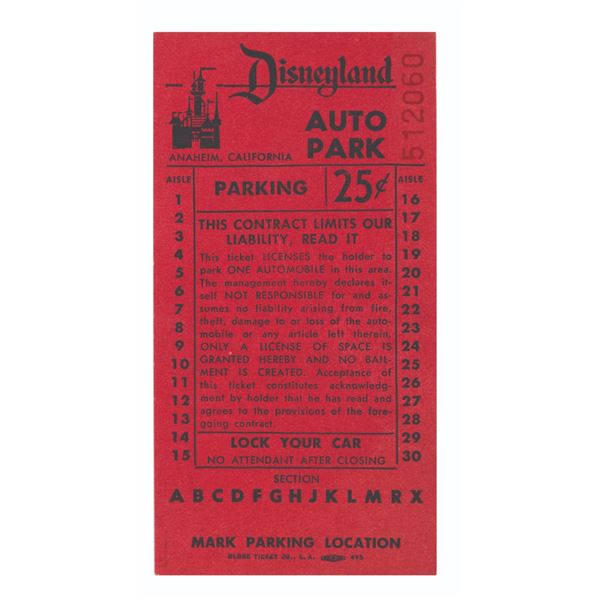 Disneyland
512060
AUTO
PARK
ANAHEIM, CALIFORNIA
AISLE
PARKING
25¢
AISLE
1
2
3
4
5
6
7
8
9
10
11
12
13
14
15
THIS CONTRACT LIMITS OUR
LIABILITY, READ IT
This ticket LICENSES the holder to
park ONE AUTOMOBILE in this area.
The management hereby declares it-
self NOT RESPONSIBLE for and as-
sumes no liability arising from fire,
theft, damage to or loss of the auto-
mobile or any article left therein.
ONLY A LICENSE OF SPACE IS
GRANTED HEREBY AND NO BAIL-
MENT IS CREATED. Acceptance of
this ticket constitutes acknowledg-
ment by holder that he has read and
agrees to the provisions of the fore-
going contract.
LOCK YOUR CAR
NO ATTENDANT AFTER CLOSING
16
17
18
19
20
21
22
23
24
25
26
27
28
29
30
SECTION
A B C D F G H J K L M R X
MARK PARKING LOCATION
GLOBE TICKET CO., L. A. 495